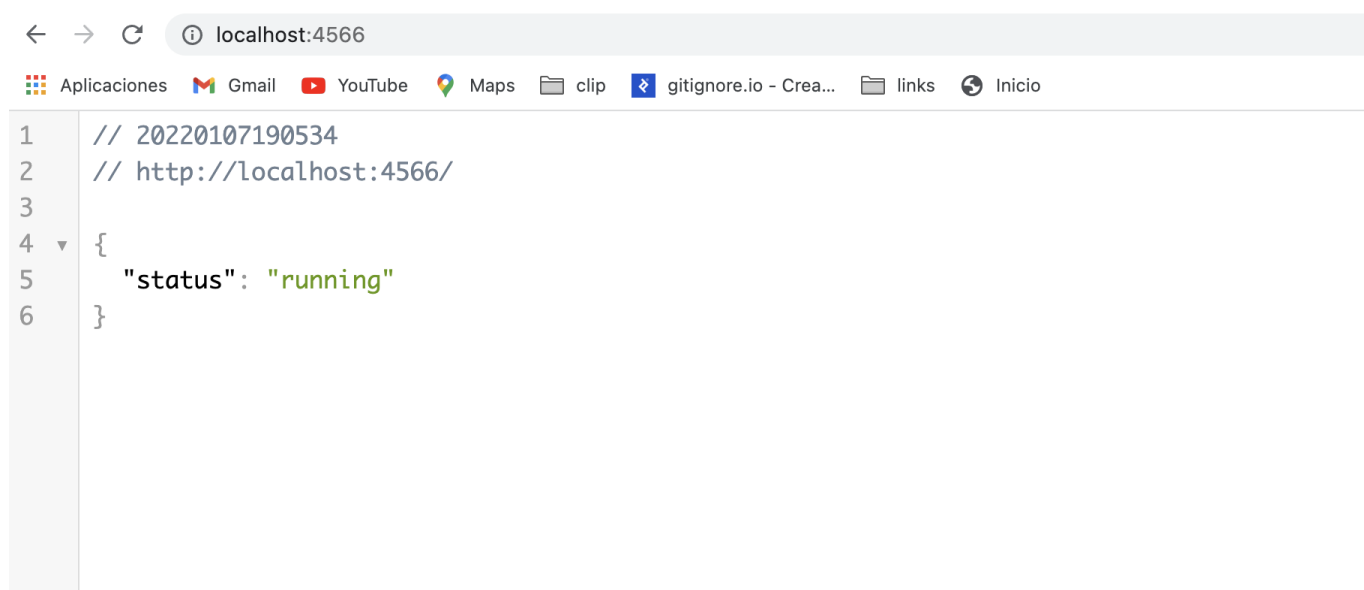 localhost:4566
Aplicaciones Gmail YouTube Maps clip gitignore.io - Crea... links Inicio
1 // 20220107190534
2 // http://localhost:4566/
3
4 {
5 "status": "running"
6 }